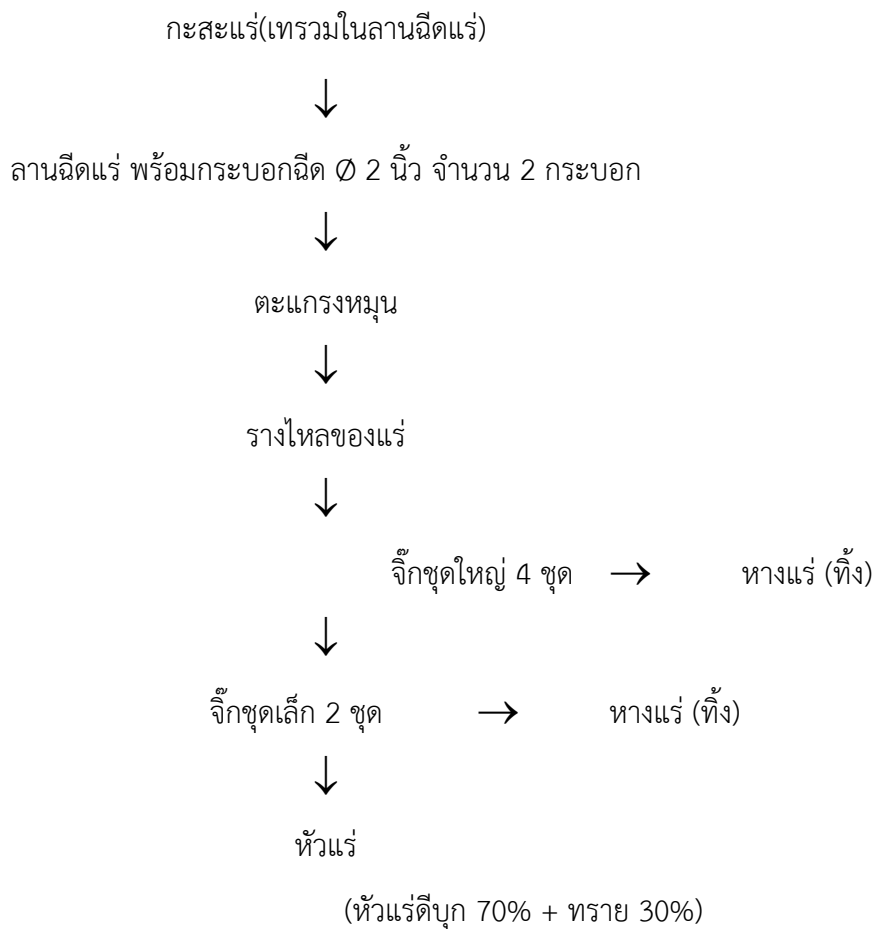 กะสะแร่(เทรวมในลานฉีดแร่)
↓
ลานฉีดแร่ พร้อมกระบอกฉีด Ø 2 นิ้ว จำนวน 2 กระบอก
↓
ตะแกรงหมุน
↓
รางไหลของแร่
↓
จิ๊กชุดใหญ่ 4 ชุด → หางแร่ (ทิ้ง)
↓
จิ๊กชุดเล็ก 2 ชุด → หางแร่ (ทิ้ง)
↓
หัวแร่
(หัวแร่ดีบุก 70% + ทราย 30%)